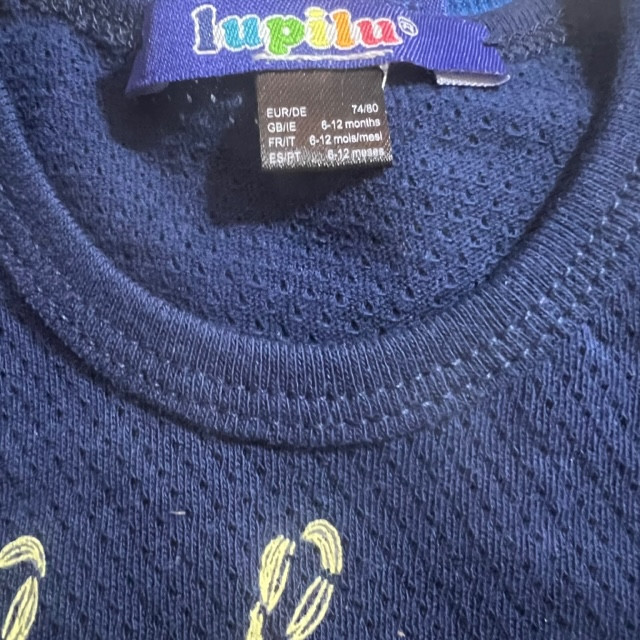 lupilu®
EUR/DE 74/80
GB/IE 6-12 months
FR/IT 6-12 mois/mesi
ES/PT 6-12 meses